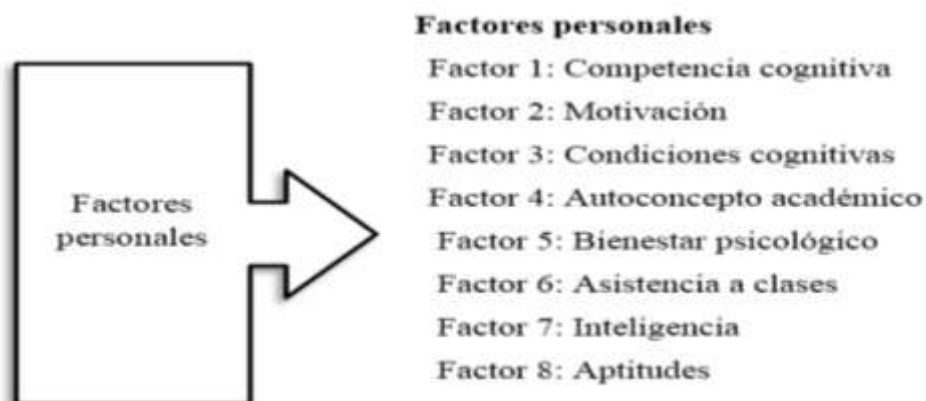 Factores personales
Factor 1: Competencia cognitiva
Factor 2: Motivación
Factor 3: Condiciones cognitivas
Factor 4: Autoconcepto académico
Factor 5: Bienestar psicológico
Factor 6: Asistencia a clases
Factor 7: Inteligencia
Factor 8: Aptitudes
Factores
personales